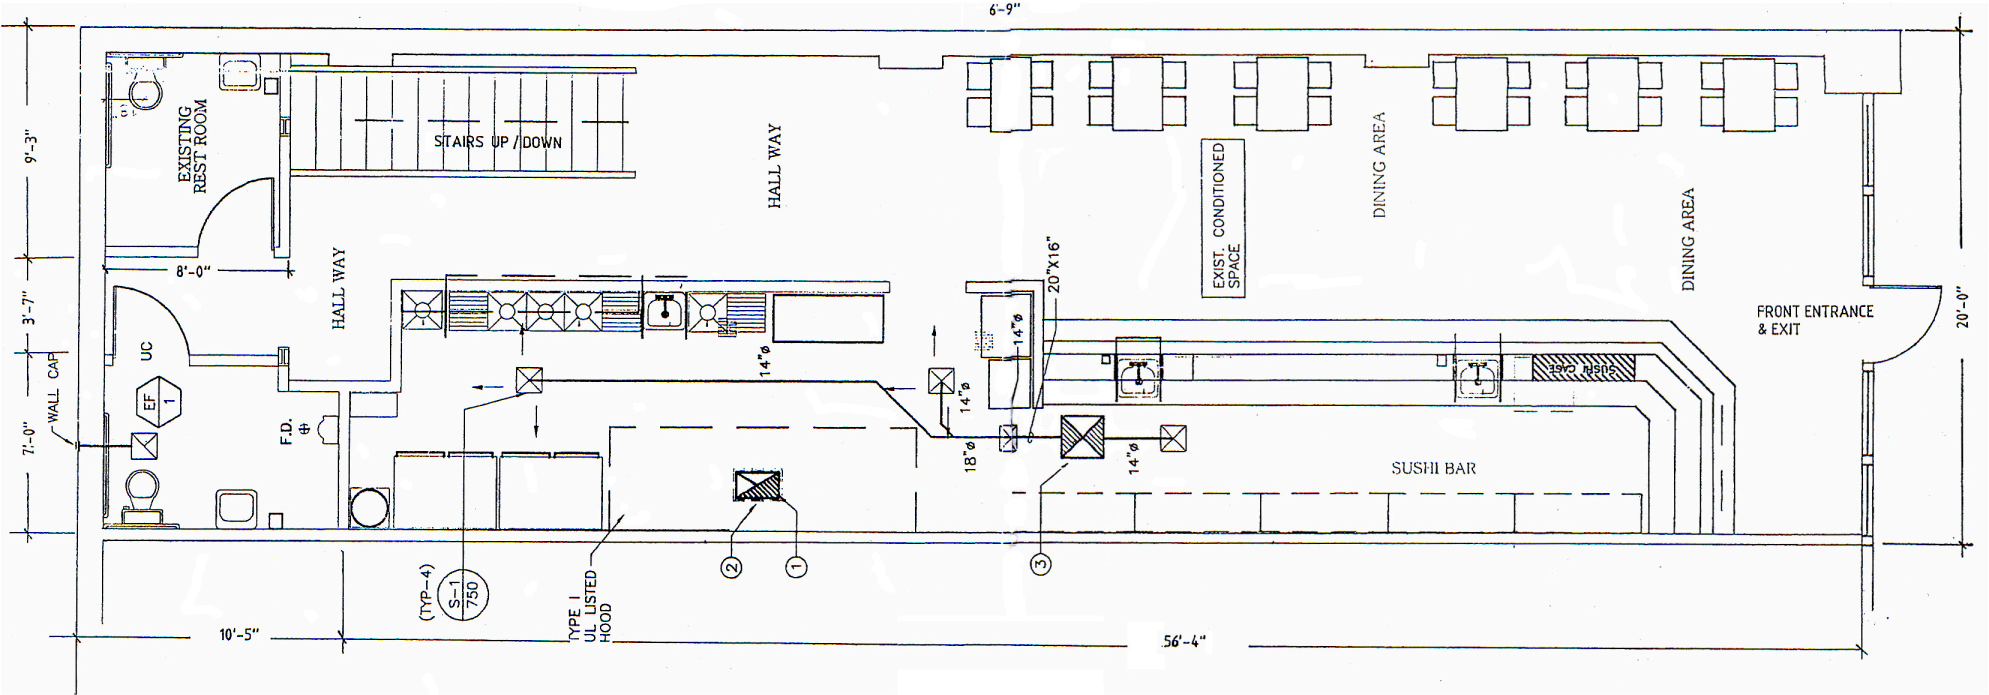 6'-9"
9'-3"
3'-7"
7'-0"
WALL CAP
EXISTING
REST ROOM
8'-0"
STAIRS UP / DOWN
HALL WAY
HALL WAY
UC
EF
1
F.D.
14"ø
14"ø
18"ø
14"ø
20"X16"
14"ø
EXIST. CONDITIONED
SPACE
DINING AREA
DINING AREA
FRONT ENTRANCE
& EXIT
20'-0"
SUSHI CASE
SUSHI BAR
(TYP-4)
S-1
750
TYPE I
UL LISTED
HOOD
2
1
3
10'-5"
56'-4"